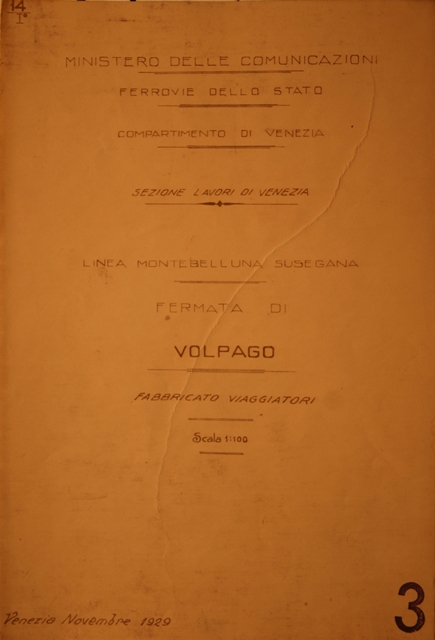 14
I°
MINISTERO DELLE COMUNICAZIONI
FERROVIE DELLO STATO
COMPARTIMENTO DI VENEZIA
SEZIONE LAVORI DI VENEZIA
LINEA MONTEBELLUNA SUSEGANA
FERMATA DI
VOLPAGO
FABBRICATO VIAGGIATORI
Scala 1:100
Venezia Novembre 1929
3